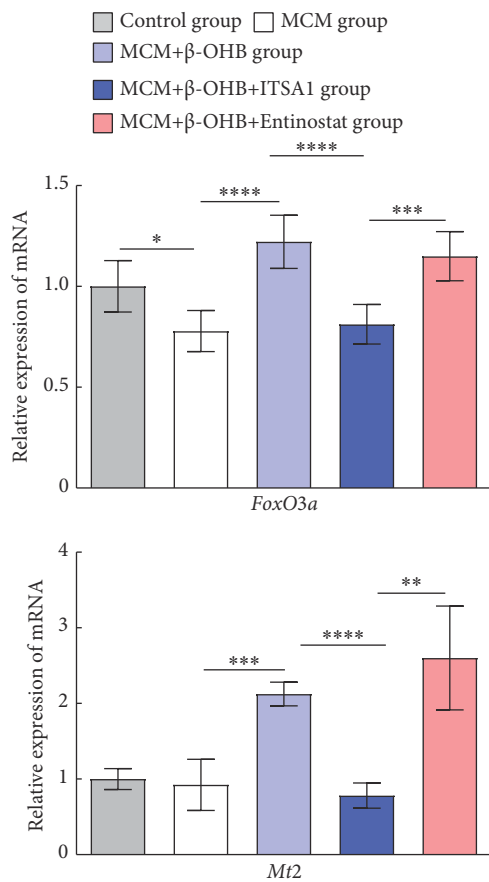 Control group MCM group
MCM+β-OHB group
MCM+β-OHB+ITSA1 group
MCM+β-OHB+Entinostat group
Relative expression of mRNA
1.5
1.0
0.5
0
*
****
****
***
FoxO3a
Relative expression of mRNA
4
3
2
1
0
***
****
**
Mt2